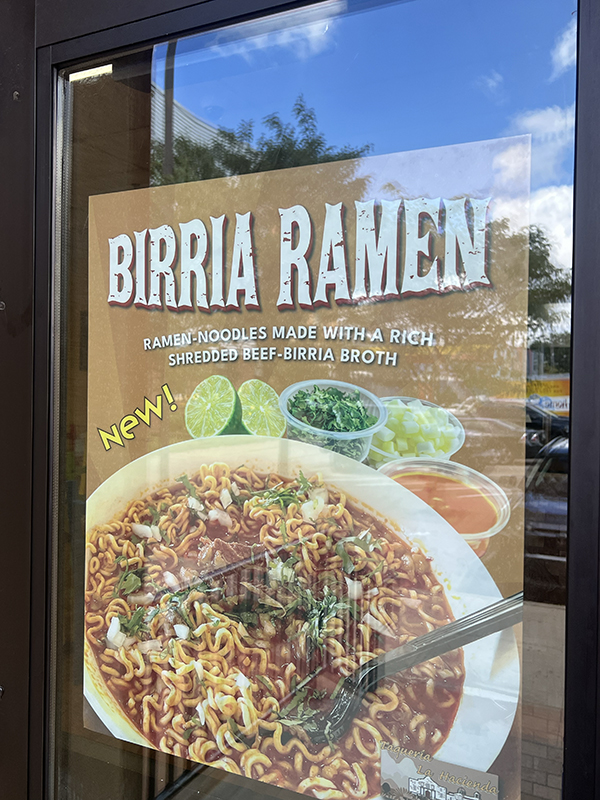 BIRRIA RAMEN
RAMEN-NOODLES MADE WITH A RICH
SHREDDED BEEF-BIRRIA BROTH
NEW!
Taqueria
La Hacienda